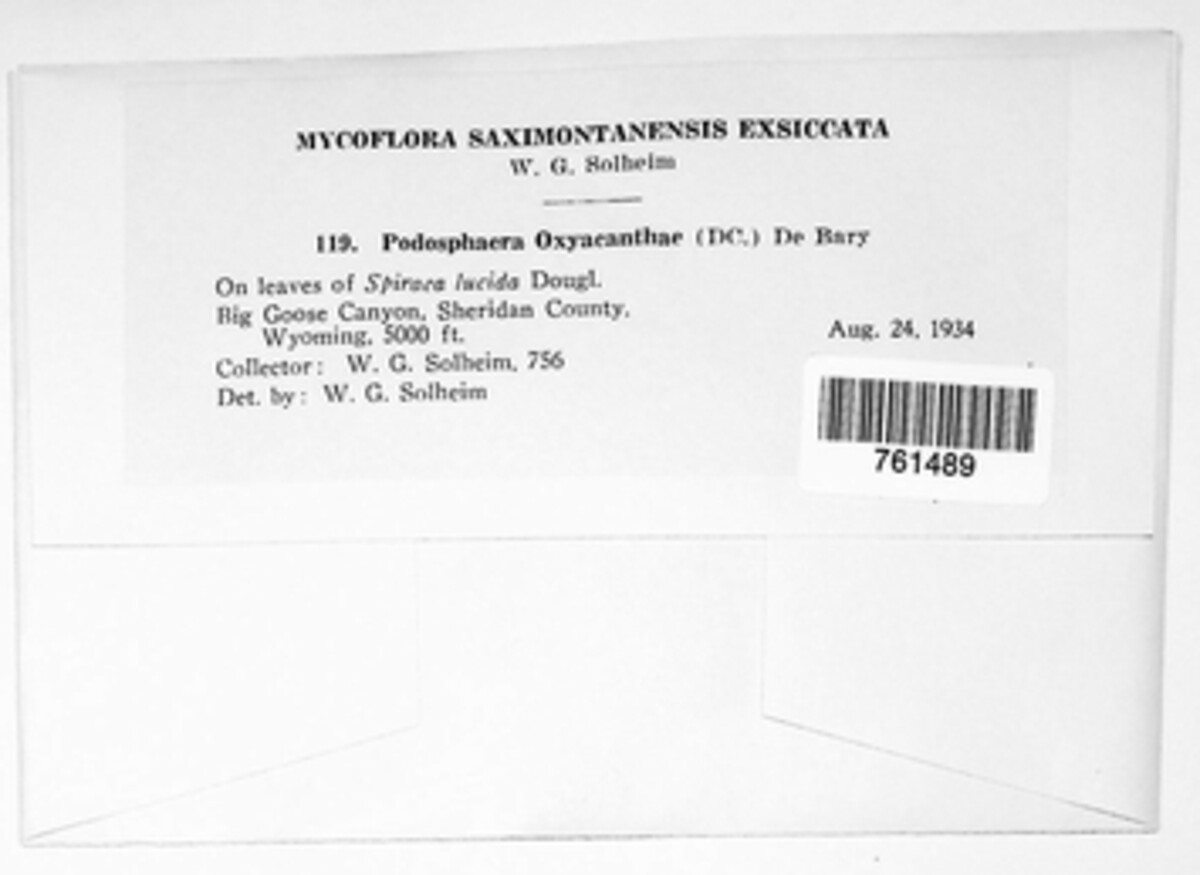 MYCOFLORA SAXIMONTANENSIS EXSICCATA
W. G. Solheim
119. Podosphaera Oxyacanthae (DC.) De Bary
On leaves of Spiraea lucida Dougl.
Big Goose Canyon, Sheridan County,
Wyoming, 5000 ft.
Aug. 24, 1934
Collector: W. G. Solheim, 756
Det. by: W. G. Solheim
761489